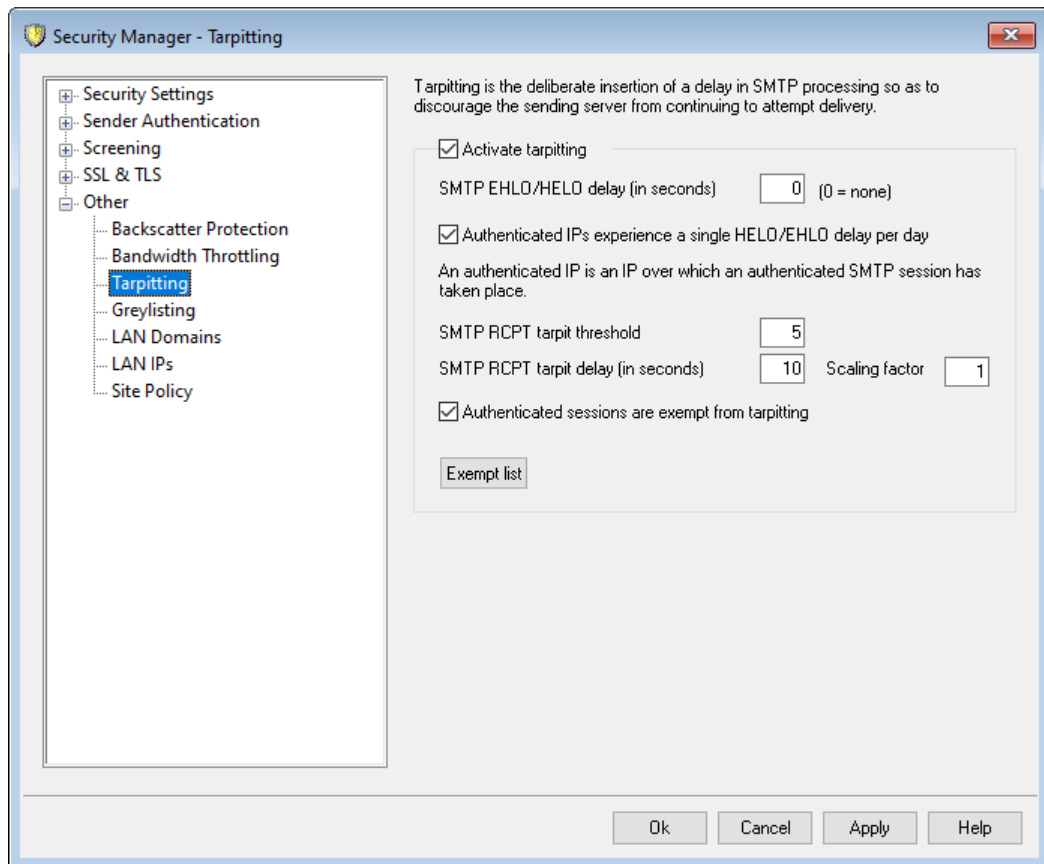 Security Manager - Tarpitting
Security Settings
Sender Authentication
Screening
SSL & TLS
Other
Backscatter Protection
Bandwidth Throttling
Tarpitting
Greylisting
LAN Domains
LAN IPs
Site Policy
Tarpitting is the deliberate insertion of a delay in SMTP processing so as to
discourage the sending server from continuing to attempt delivery.
Activate tarpitting
SMTP EHLO/HELO delay (in seconds) 0 (0 = none)
Authenticated IPs experience a single HELO/EHLO delay per day
An authenticated IP is an IP over which an authenticated SMTP session has
taken place.
SMTP RCPT tarpit threshold 5
SMTP RCPT tarpit delay (in seconds) 10 Scaling factor 1
Authenticated sessions are exempt from tarpitting
Exempt list
Ok Cancel Apply Help